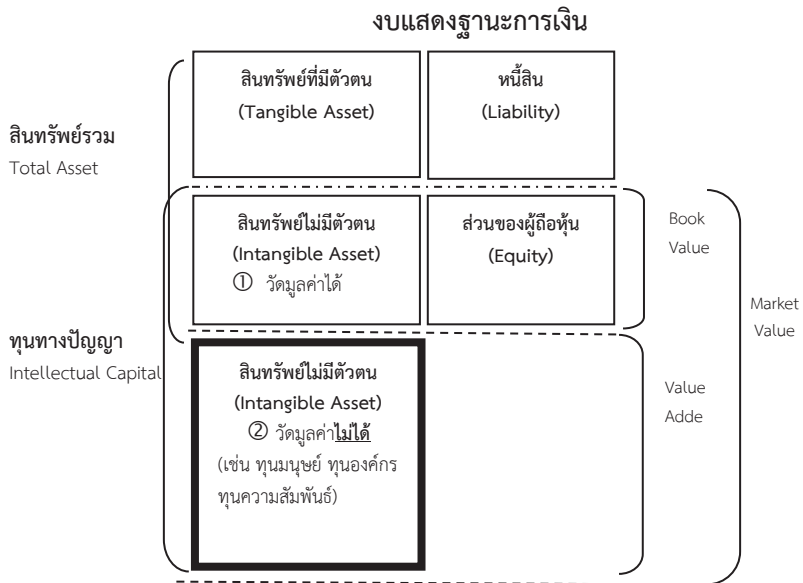 งบแสดงฐานะการเงิน
สินทรัพย์ที่มีตัวตน
(Tangible Asset)
หนี้สิน
(Liability)
สินทรัพย์รวม
Total Asset
สินทรัพย์ไม่มีตัวตน
(Intangible Asset)
① วัดมูลค่าได้
ส่วนของผู้ถือหุ้น
(Equity)
Book
Value
Market
Value
ทุนทางปัญญา
Intellectual Capital
สินทรัพย์ไม่มีตัวตน
(Intangible Asset)
② วัดมูลค่าไม่ได้
(เช่น ทุนมนุษย์ ทุนองค์กร
ทุนความสัมพันธ์)
Value
Adde